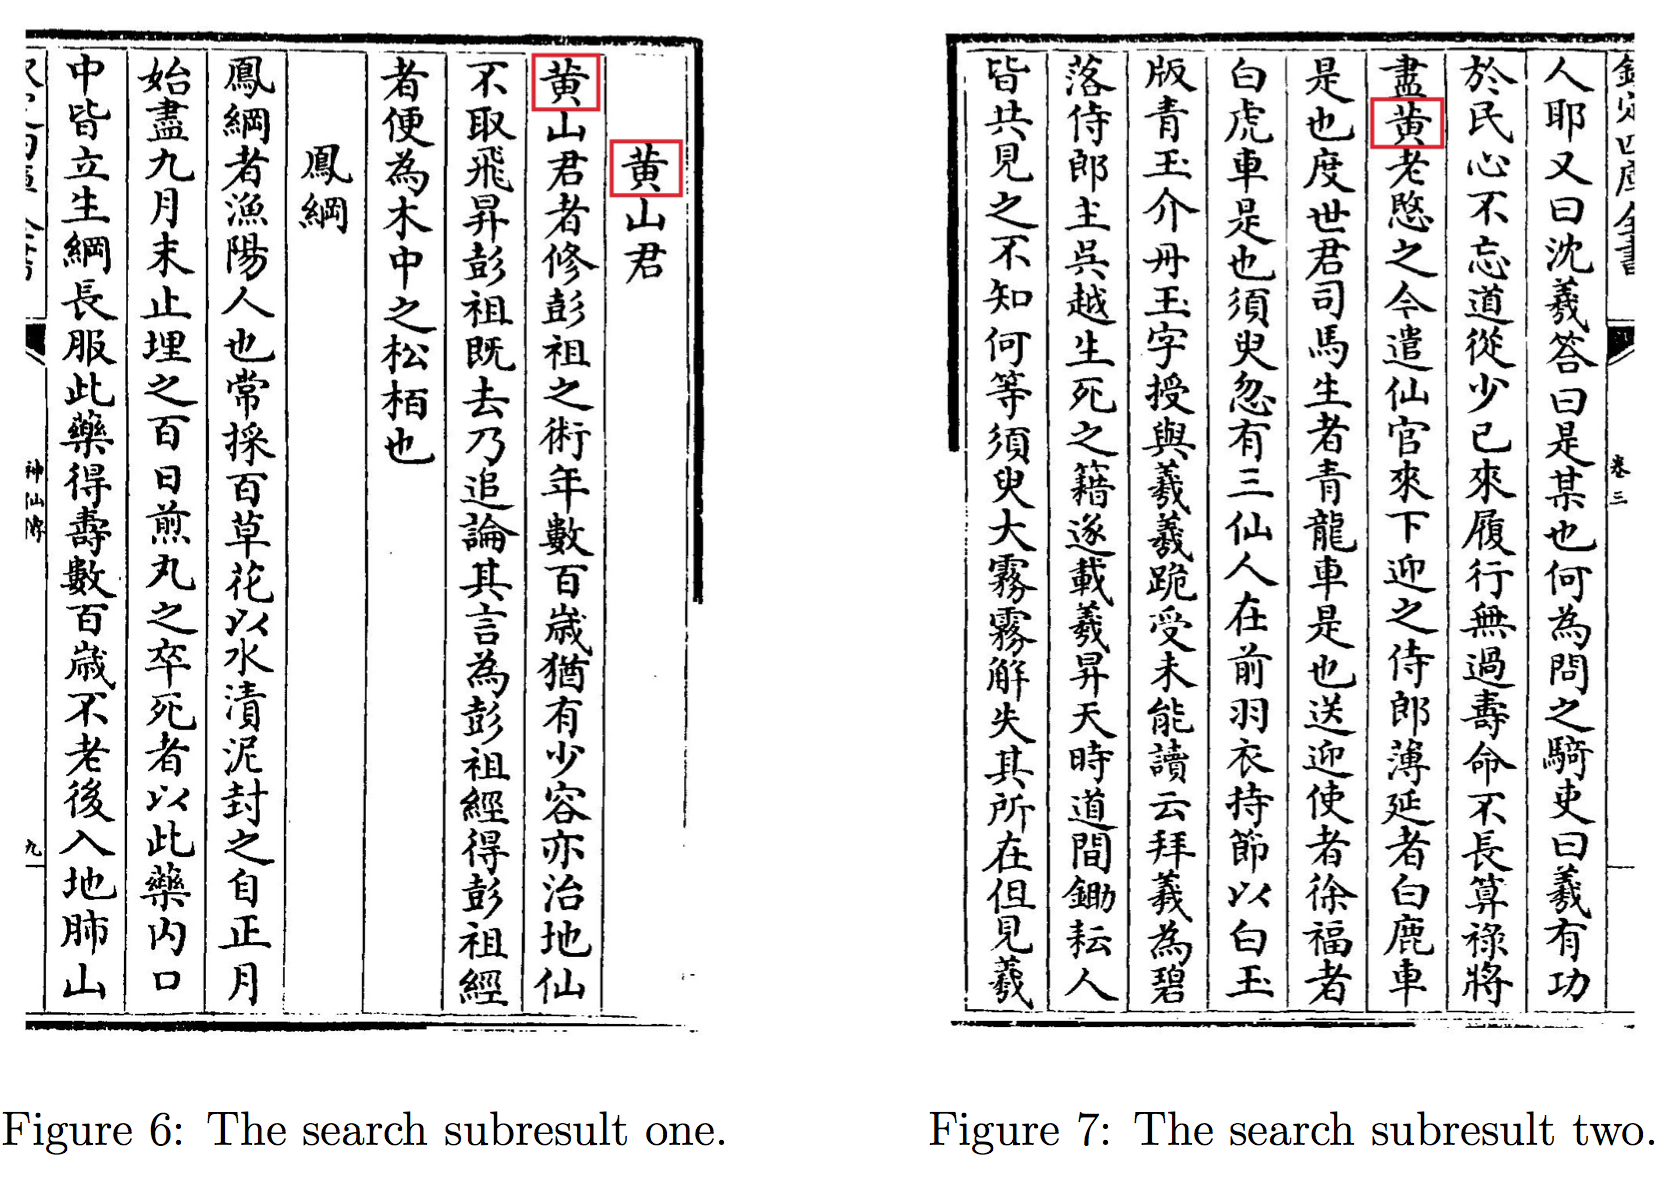 黄山君
黄山君者修彭祖之術年數百歳猶有少容亦治地仙
不取飛昇彭祖既去乃追論其言為彭祖經得彭祖經
者便為木中之松栢也
鳳綱
鳳綱者漁陽人也常採百草花以水漬泥封之自正月
始盡九月末止埋之百日煎丸之卒死者以此藥内口
中皆立生綱長服此藥得壽數百歳不老後入地肺山
神仙傳
九
Figure 6: The search subresult one.
欽定四庫全書
卷三
人耶又曰沈羲答曰是某也何為問之騎吏曰羲有功
於民心不忘道從少已來履行無過壽命不長算祿將
盡黄老愍之今遣仙官來下迎之侍郎薄延者白鹿車
是也度世君司馬生者青龍車是也送迎使者徐福者
白虎車是也須臾忽有三仙人在前羽衣持節以白玉
版青玉介丹玉字授與羲羲跪受未能讀云拜羲為碧
落侍郎主吳越生死之籍遂載羲昇天時道間鋤耘人
皆共見之不知何等須臾大霧霧解失其所在但見羲
Figure 7: The search subresult two.